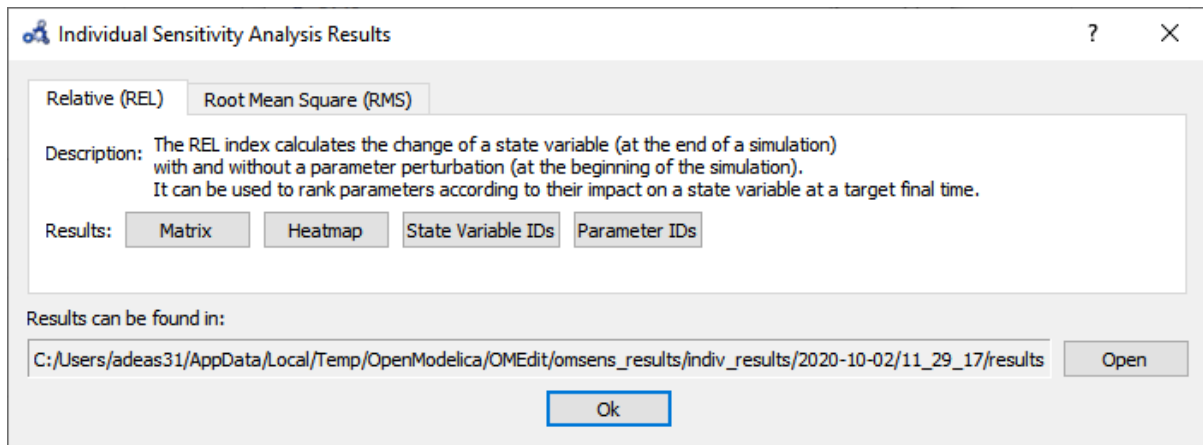 Individual Sensitivity Analysis Results ?
Relative (REL) Root Mean Square (RMS)
Description: The REL index calculates the change of a state variable (at the end of a simulation)
with and without a parameter perturbation (at the beginning of the simulation).
It can be used to rank parameters according to their impact on a state variable at a target final time.
Results: Matrix Heatmap State Variable IDs Parameter IDs
Results can be found in:
C:/Users/adeas31/AppData/Local/Temp/OpenModelica/OMEdit/omsens_results/indiv_results/2020-10-02/11_29_17/results Open
Ok